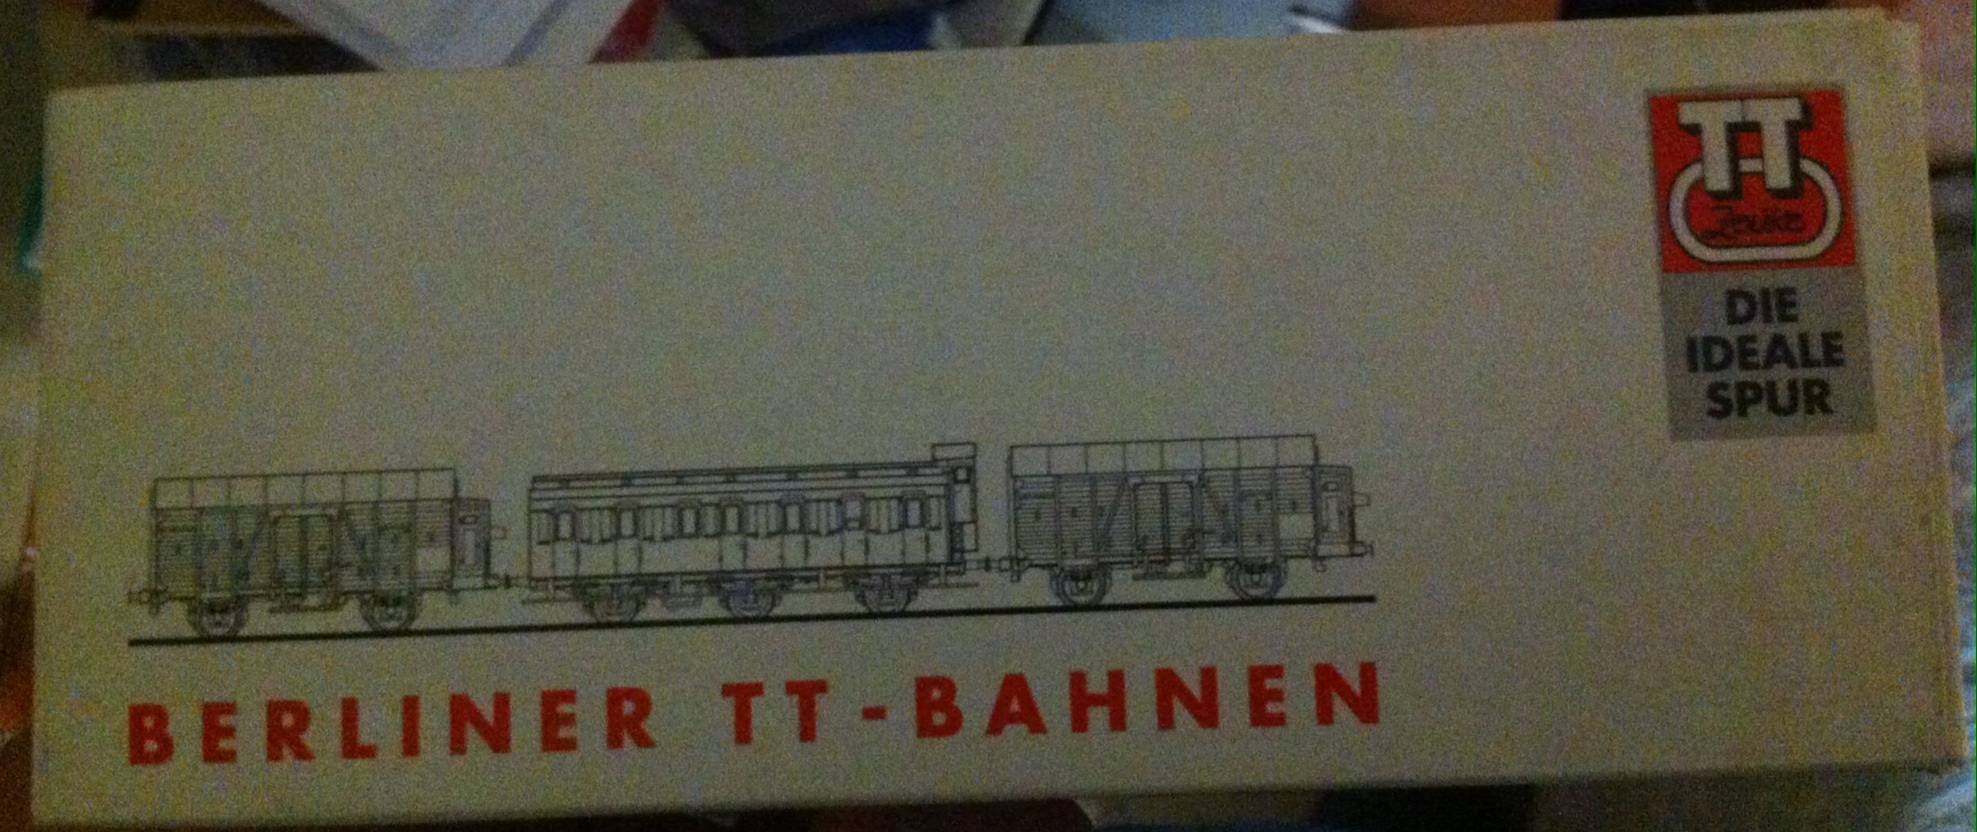 TT
Zeuke
DIE
IDEALE
SPUR
BERLINER TT-BAHNEN